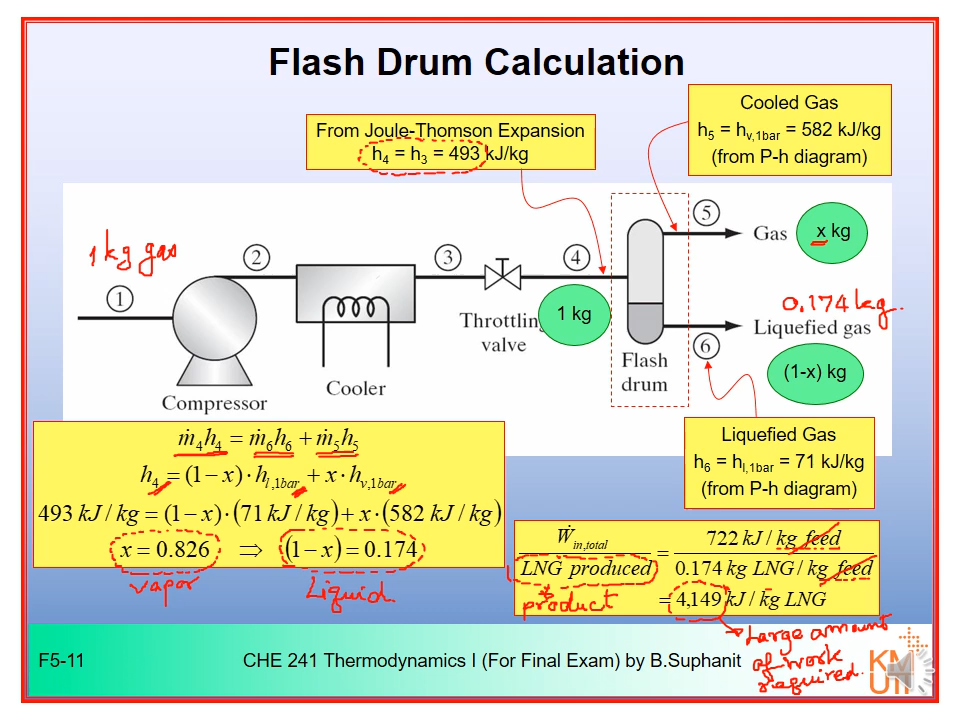 Flash Drum Calculation
Cooled Gas
h5 = hv,1bar = 582 kJ/kg
(from P-h diagram)
From Joule-Thomson Expansion
h4 = h3 = 493 kJ/kg
1 kg gas
1
2
3
4
5
Gas
x kg
0.174 kg
Throttling
valve
1 kg
Liquefied gas
6
(1-x) kg
Flash
drum
Cooler
Compressor
Liquefied Gas
h6 = hl,1bar = 71 kJ/kg
(from P-h diagram)
ṁ4h4 = ṁ6h6 + ṁ5h5
h4 = (1−x)·hl,1bar + x·hv,1bar
493 kJ / kg = (1−x)·(71 kJ / kg) + x·(582 kJ / kg)
x = 0.826 ⇒ (1−x) = 0.174
vapor
Liquid
Ẇin,total / LNG produced = 722 kJ / kg feed / 0.174 kg LNG / kg feed
= 4,149 kJ / kg LNG
product
Large amount
of work
required.
F5-11
CHE 241 Thermodynamics I (For Final Exam) by B.Suphanit